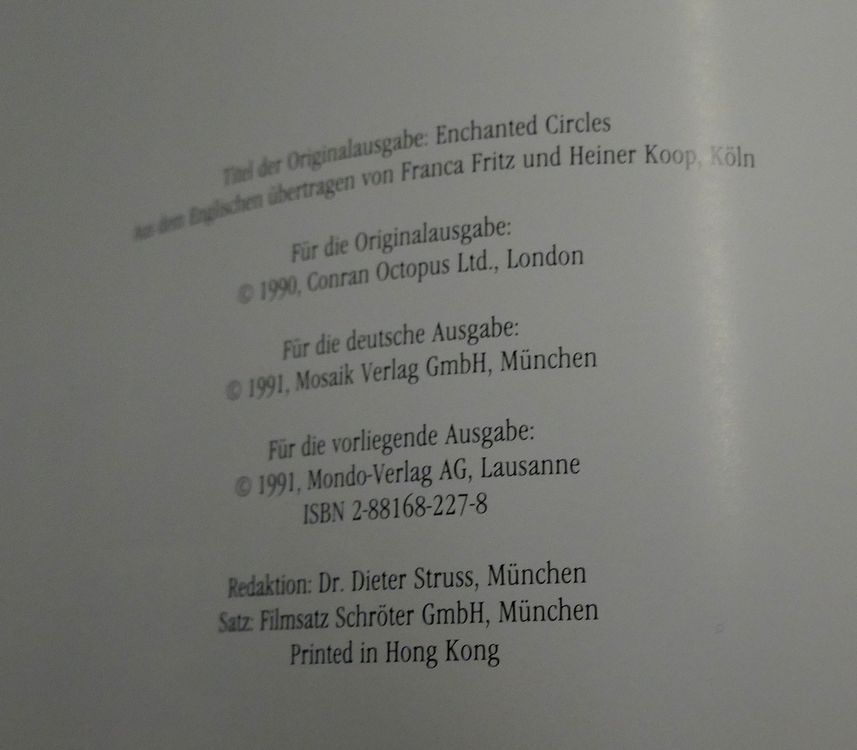 Titel der Originalausgabe: Enchanted Circles
Aus dem Englischen übertragen von Franca Fritz und Heiner Koop, Köln
Für die Originalausgabe:
© 1990, Conran Octopus Ltd., London
Für die deutsche Ausgabe:
© 1991, Mosaik Verlag GmbH, München
Für die vorliegende Ausgabe:
© 1991, Mondo-Verlag AG, Lausanne
ISBN 2-88168-227-8
Redaktion: Dr. Dieter Struss, München
Satz: Filmsatz Schröter GmbH, München
Printed in Hong Kong